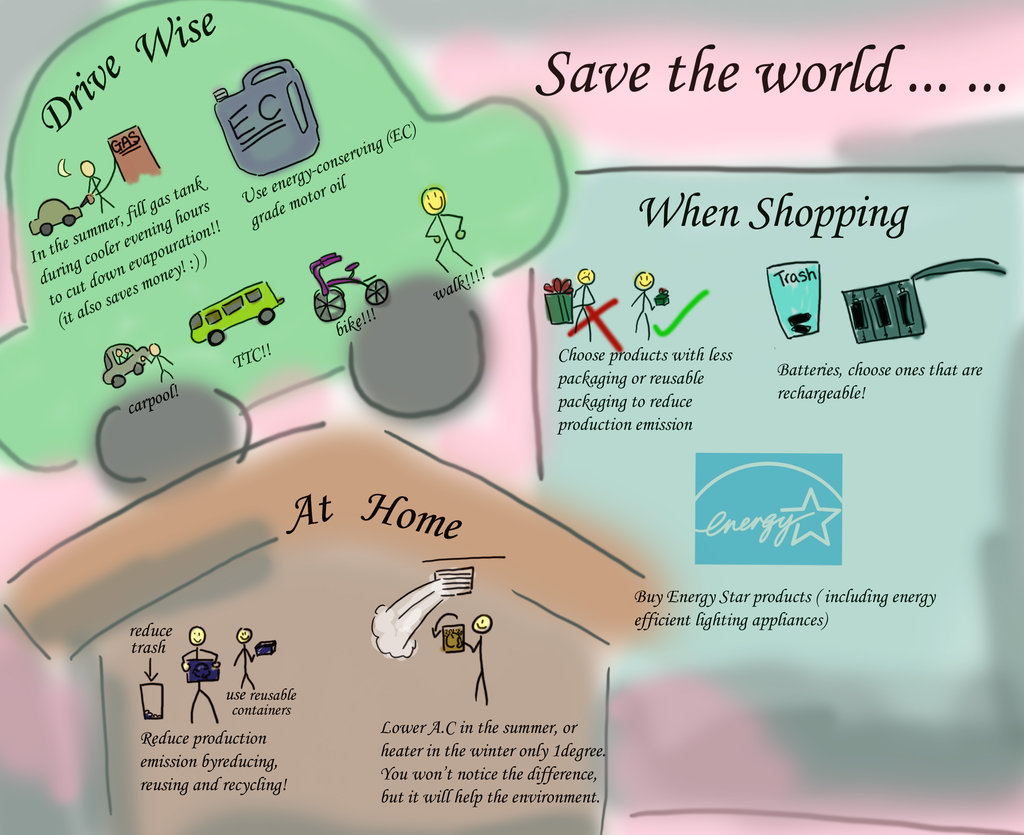 Save the world ... ...
Drive Wise
GAS
In the summer, fill gas tank
during cooler evening hours
to cut down evapouration!!
(it also saves money! :) )
EC
Use energy-conserving (EC)
grade motor oil
carpool!
TTC!!
bike!!!
walk!!!!
When Shopping
Choose products with less
packaging or reusable
packaging to reduce
production emission
Trash
Batteries, choose ones that are
rechargeable!
energy
Buy Energy Star products ( including energy
efficient lighting appliances)
At Home
reduce
trash
use reusable
containers
Reduce production
emission byreducing,
reusing and recycling!
Lower A.C in the summer, or
heater in the winter only 1degree.
You won't notice the difference,
but it will help the environment.